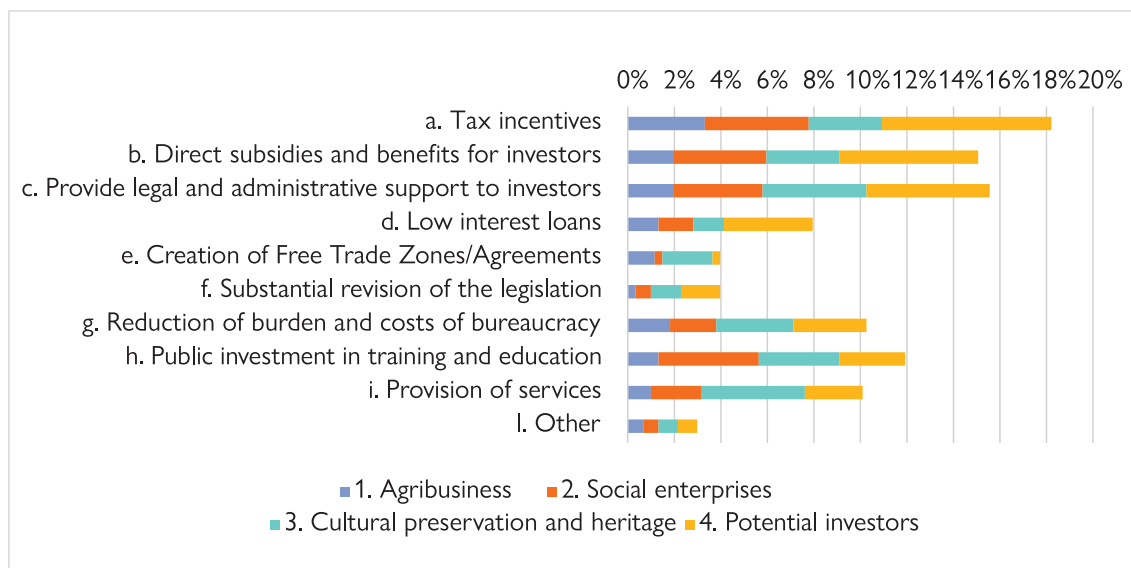 0% 2% 4% 6% 8% 10% 12% 14% 16% 18% 20%
a. Tax incentives
b. Direct subsidies and benefits for investors
c. Provide legal and administrative support to investors
d. Low interest loans
e. Creation of Free Trade Zones/Agreements
f. Substantial revision of the legislation
g. Reduction of burden and costs of bureaucracy
h. Public investment in training and education
i. Provision of services
l. Other
1. Agribusiness 2. Social enterprises
3. Cultural preservation and heritage 4. Potential investors